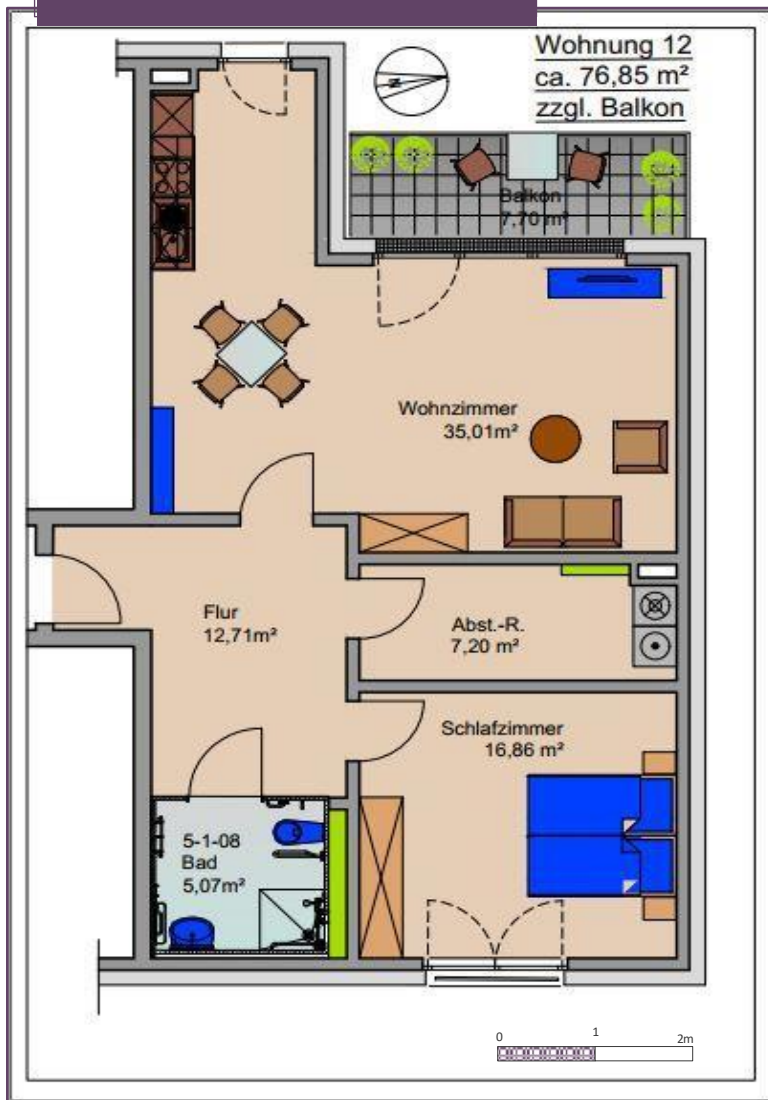 Wohnung 12
ca. 76,85 m²
zzgl. Balkon
Z
Balkon
7,70 m²
Wohnzimmer
35,01m²
Flur
12,71m²
Abst.-R.
7,20 m²
Schlafzimmer
16,86 m²
5-1-08
Bad
5,07m²
0 1 2m